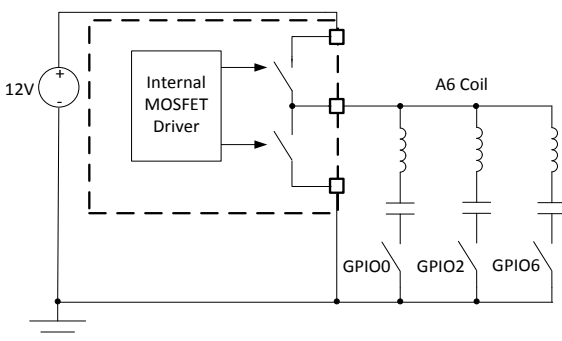 12V
+
-
Internal
MOSFET
Driver
A6 Coil
GPIO0
GPIO2
GPIO6